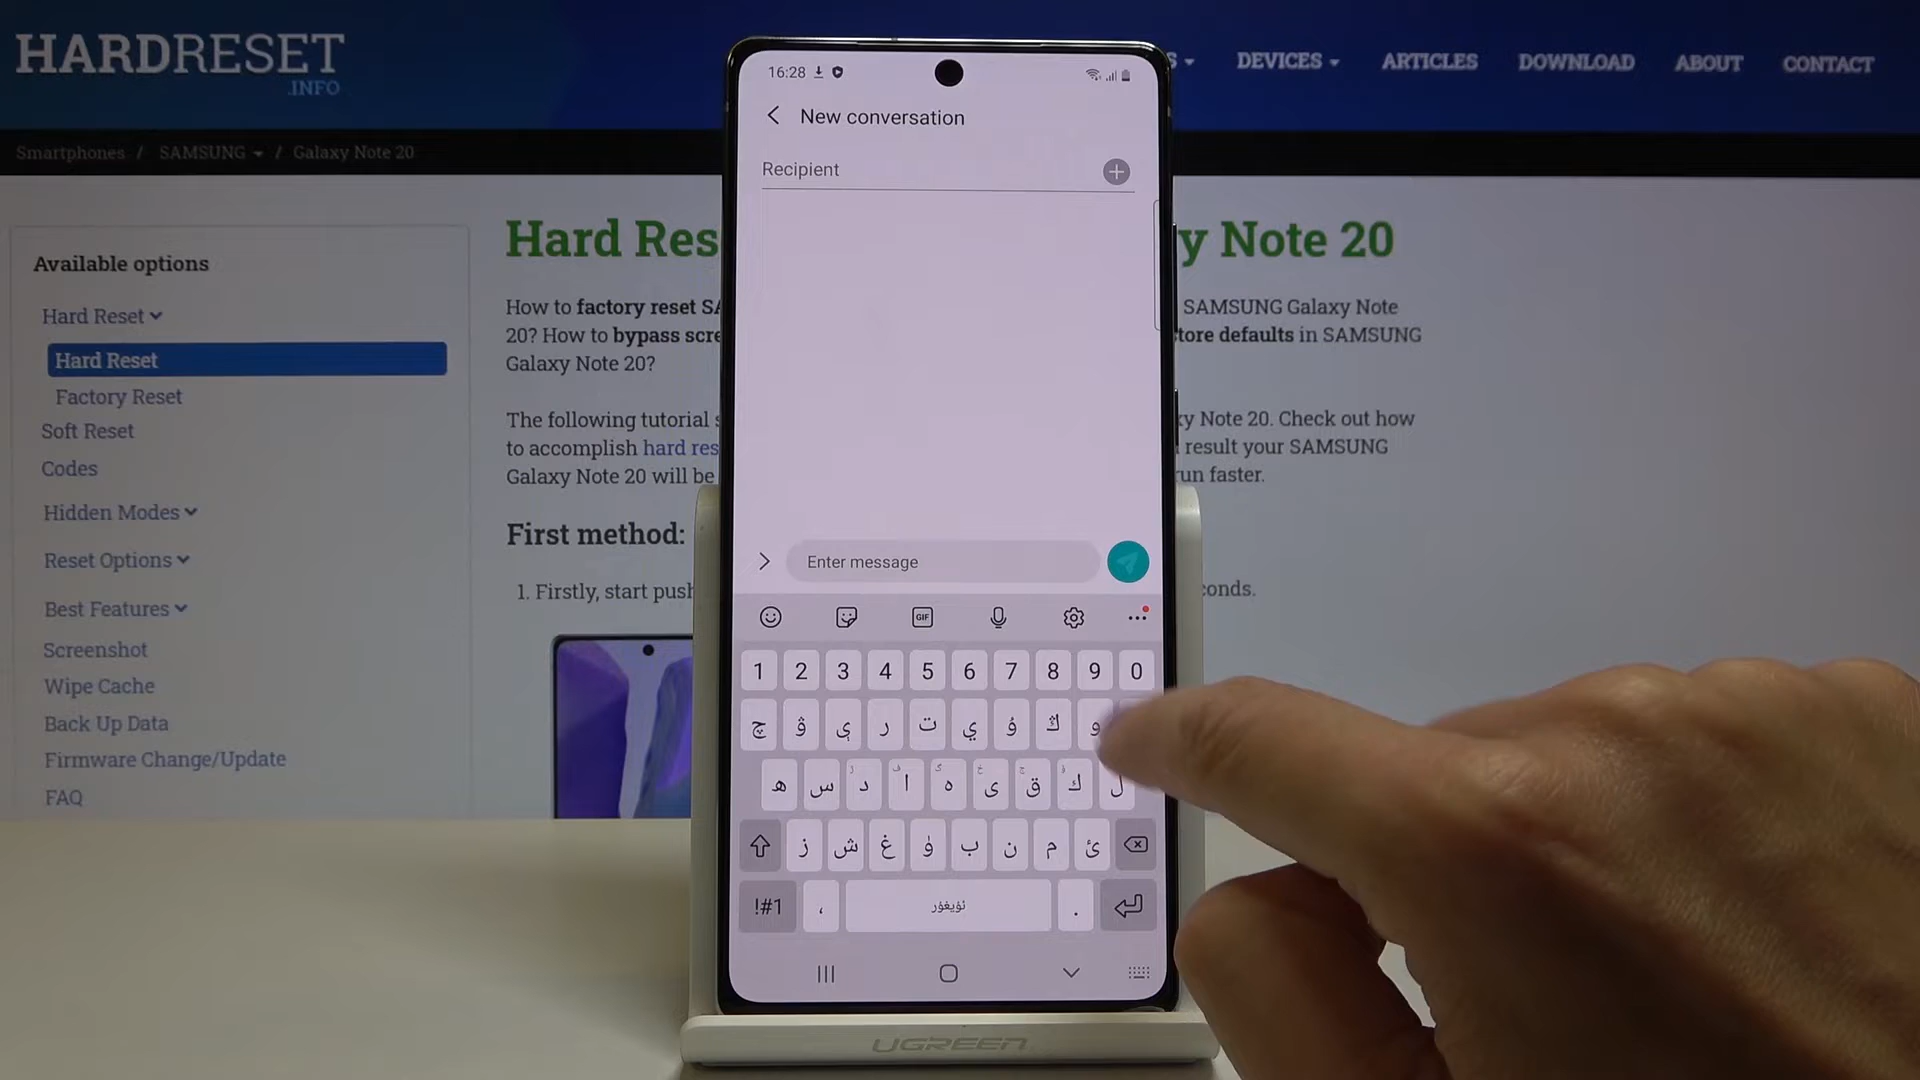 HARDRESET
.INFO
DEVICES
ARTICLES
DOWNLOAD
ABOUT
CONTACT
Smartphones / SAMSUNG / Galaxy Note 20
Available options
Hard Reset
Hard Reset
Factory Reset
Soft Reset
Codes
Hidden Modes
Reset Options
Best Features
Screenshot
Wipe Cache
Back Up Data
Firmware Change/Update
FAQ
Hard Res
y Note 20
How to factory reset SA
SAMSUNG Galaxy Note
20? How to bypass scre
tore defaults in SAMSUNG
Galaxy Note 20?
The following tutorial s
y Note 20. Check out how
to accomplish hard res
result your SAMSUNG
Galaxy Note 20 will be
run faster.
First method:
1. Firstly, start push
conds.
16:28
New conversation
Recipient
Enter message
GIF
1 2 3 4 5 6 7 8 9 0
چ ۋ ې ر ت ي ۇ ڭ و
ھ س د ا ە ى ق ك ل
ز ش غ ۈ ب ن م ئ
!#1 ، ئۇيغۇر .
UGREEN